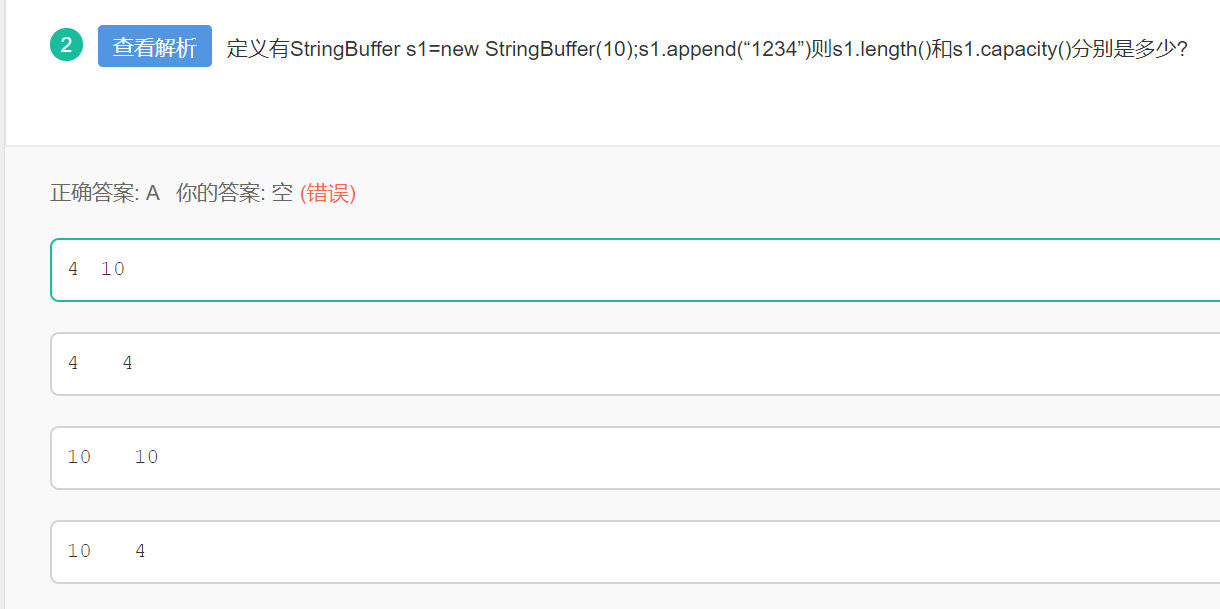 2 查看解析 定义有StringBuffer s1=new StringBuffer(10);s1.append(“1234”)则s1.length()和s1.capacity()分别是多少?
正确答案: A 你的答案: 空 (错误)
4 10
4 4
10 10
10 4